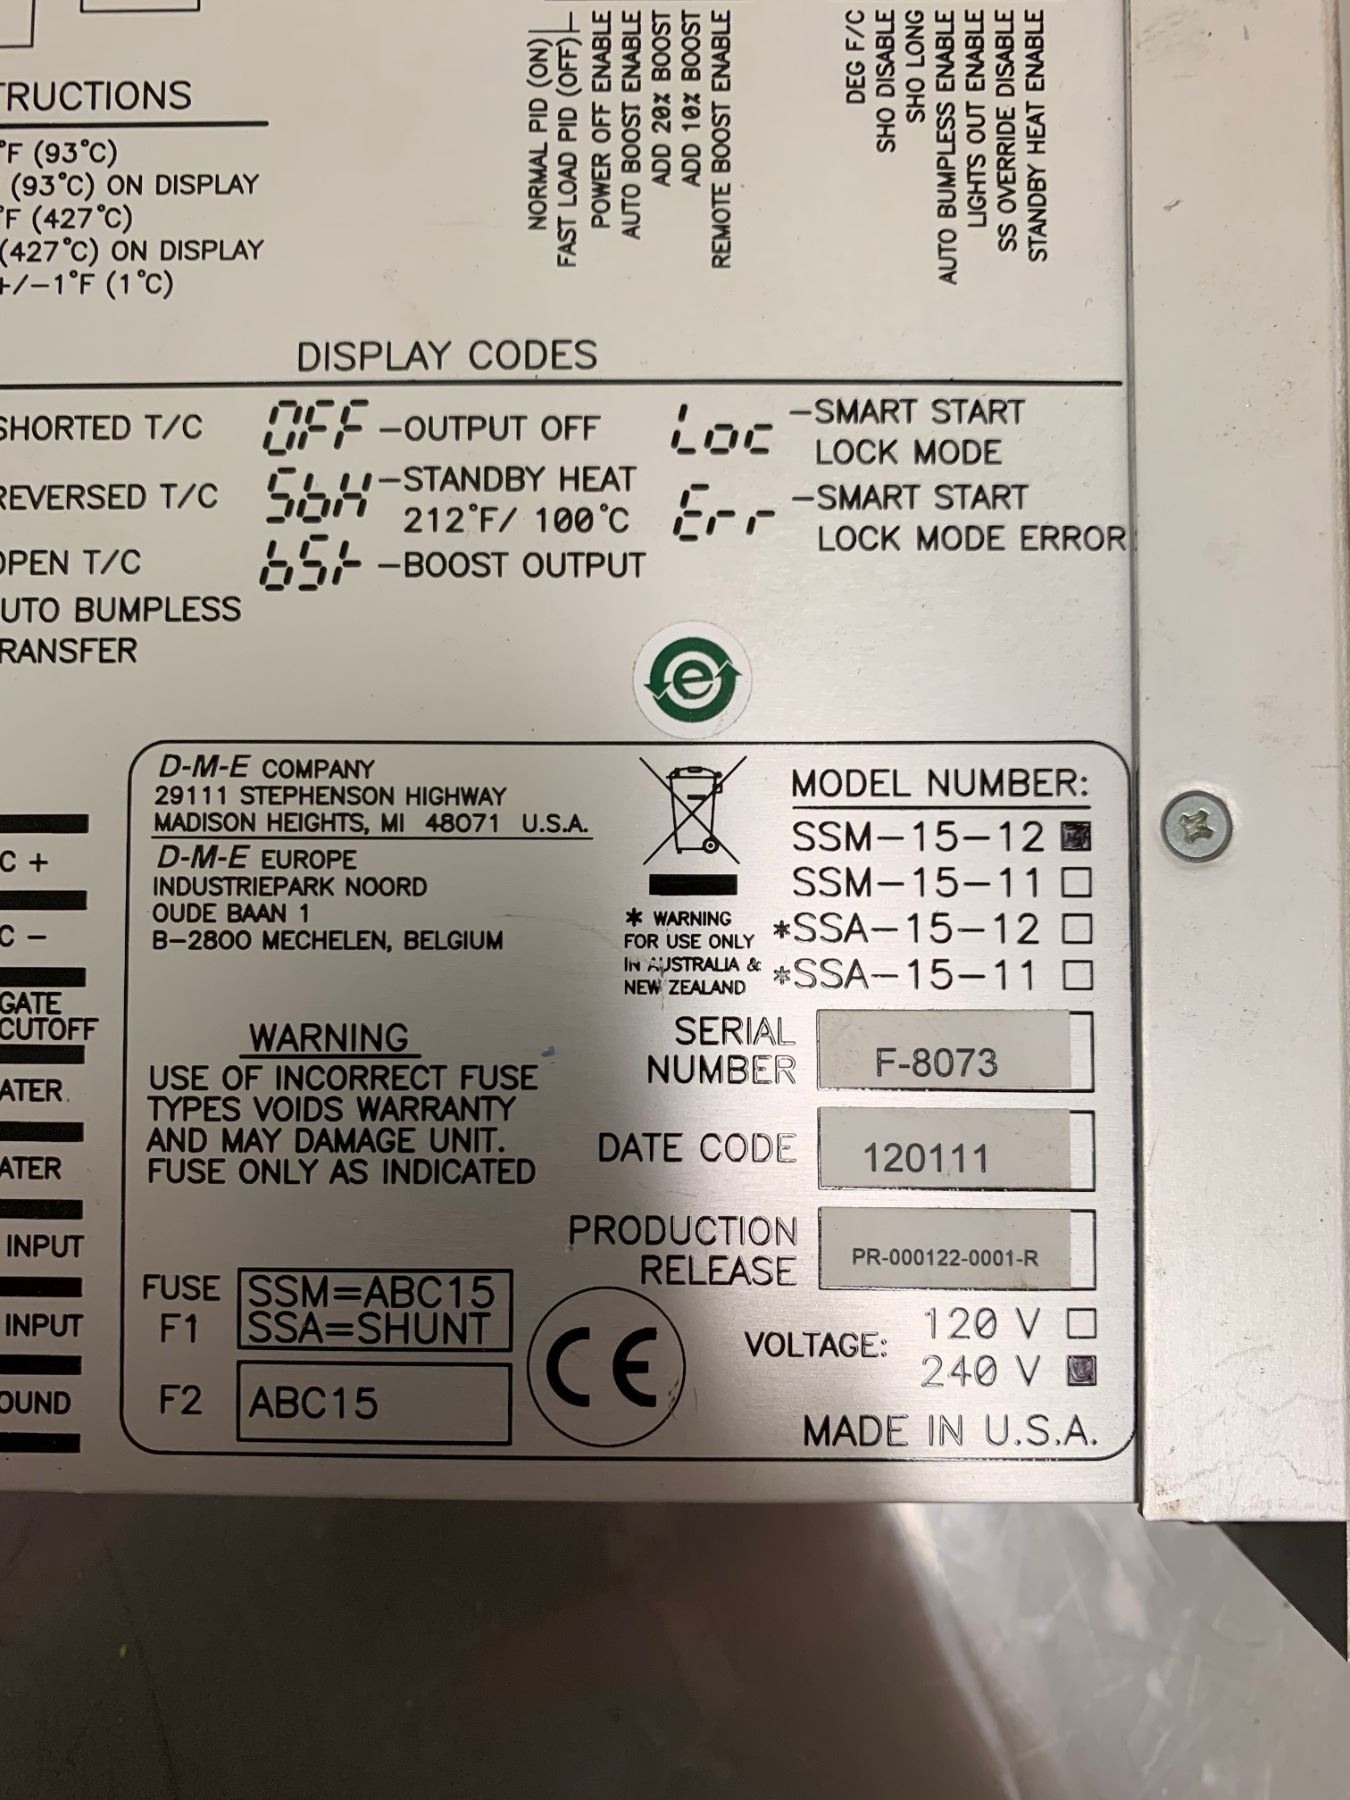 TRUCTIONS
°F (93°C)
(93°C) ON DISPLAY
°F (427°C)
(427°C) ON DISPLAY
+/-1°F (1°C)
NORMAL PID (ON)
FAST LOAD PID (OFF)
POWER OFF ENABLE
AUTO BOOST ENABLE
ADD 20% BOOST
ADD 10% BOOST
REMOTE BOOST ENABLE
DEG F/C
SHO DISABLE
SHO LONG
AUTO BUMPLESS ENABLE
LIGHTS OUT ENABLE
SS OVERRIDE DISABLE
STANDBY HEAT ENABLE
DISPLAY CODES
SHORTED T/C
REVERSED T/C
OPEN T/C
UTO BUMPLESS
RANSFER
OFF -OUTPUT OFF
SbH -STANDBY HEAT
212°F/ 100°C
bSt -BOOST OUTPUT
Loc -SMART START
LOCK MODE
Err -SMART START
LOCK MODE ERROR
e
C +
C -
GATE
CUTOFF
ATER
ATER
INPUT
INPUT
OUND
D-M-E COMPANY
29111 STEPHENSON HIGHWAY
MADISON HEIGHTS, MI 48071 U.S.A.
D-M-E EUROPE
INDUSTRIEPARK NOORD
OUDE BAAN 1
B-2800 MECHELEN, BELGIUM
* WARNING
FOR USE ONLY
IN AUSTRALIA &
NEW ZEALAND
MODEL NUMBER:
SSM-15-12
SSM-15-11
*SSA-15-12
*SSA-15-11
WARNING
USE OF INCORRECT FUSE
TYPES VOIDS WARRANTY
AND MAY DAMAGE UNIT.
FUSE ONLY AS INDICATED
SERIAL
NUMBER
F-8073
DATE CODE
120111
PRODUCTION
RELEASE
PR-000122-0001-R
FUSE
F1
SSM=ABC15
SSA=SHUNT
F2
ABC15
CE
VOLTAGE:
120 V
240 V
MADE IN U.S.A.